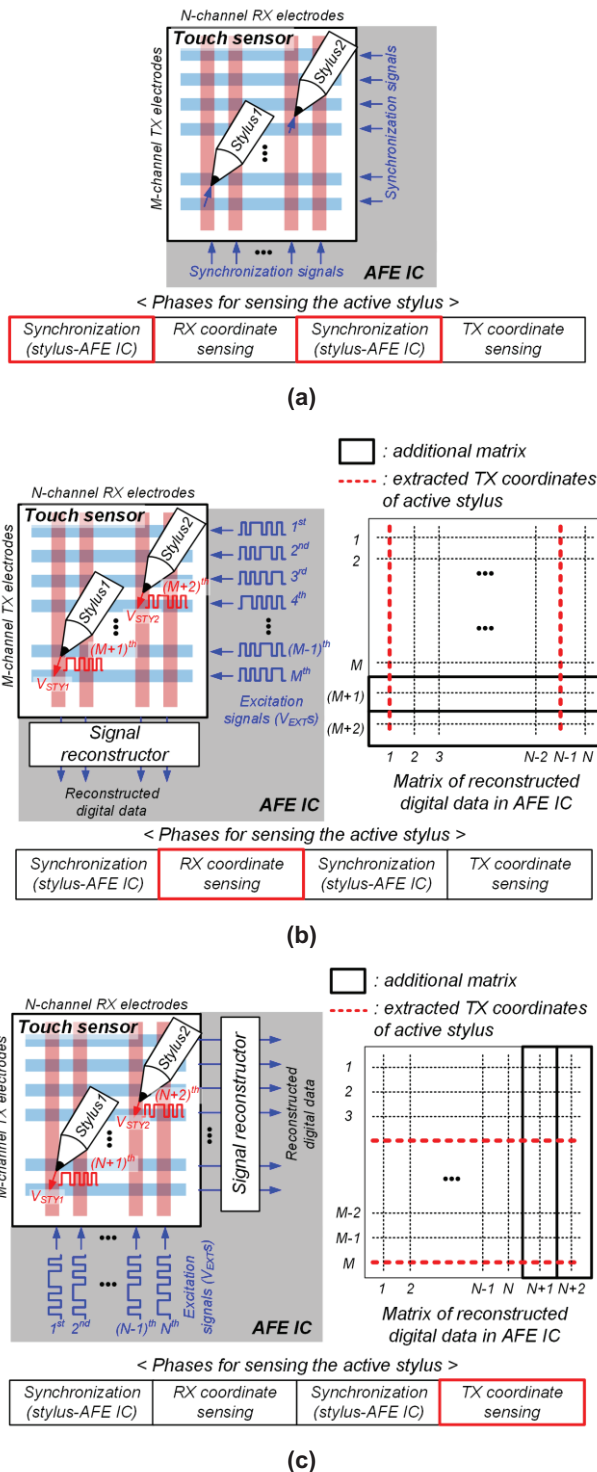 N-channel RX electrodes
Touch sensor
M-channel TX electrodes
Stylus1
Stylus2
Synchronization signals
Synchronization signals
AFE IC
< Phases for sensing the active stylus >
Synchronization
(stylus-AFE IC)
RX coordinate
sensing
Synchronization
(stylus-AFE IC)
TX coordinate
sensing
(a)
N-channel RX electrodes
Touch sensor
M-channel TX electrodes
Stylus1
Stylus2
(M+1)th
(M+2)th
VSTY1
VSTY2
1st
2nd
3rd
4th
(M-1)th
Mth
Excitation
signals (VEXTs)
Signal
reconstructor
Reconstructed
digital data
AFE IC
: additional matrix
: extracted TX coordinates
of active stylus
1
2
M
(M+1)
(M+2)
1
2
3
N-2
N-1
N
Matrix of reconstructed
digital data in AFE IC
< Phases for sensing the active stylus >
Synchronization
(stylus-AFE IC)
RX coordinate
sensing
Synchronization
(stylus-AFE IC)
TX coordinate
sensing
(b)
N-channel RX electrodes
Touch sensor
M-channel TX electrodes
Stylus1
Stylus2
(N+1)th
(N+2)th
VSTY1
VSTY2
Signal reconstructor
Reconstructed
digital data
1st
2nd
(N-1)th
Nth
Excitation
signals (VEXTs)
AFE IC
: additional matrix
: extracted TX coordinates
of active stylus
1
2
3
M-2
M-1
M
1
2
N-1
N
N+1
N+2
Matrix of reconstructed
digital data in AFE IC
< Phases for sensing the active stylus >
Synchronization
(stylus-AFE IC)
RX coordinate
sensing
Synchronization
(stylus-AFE IC)
TX coordinate
sensing
(c)